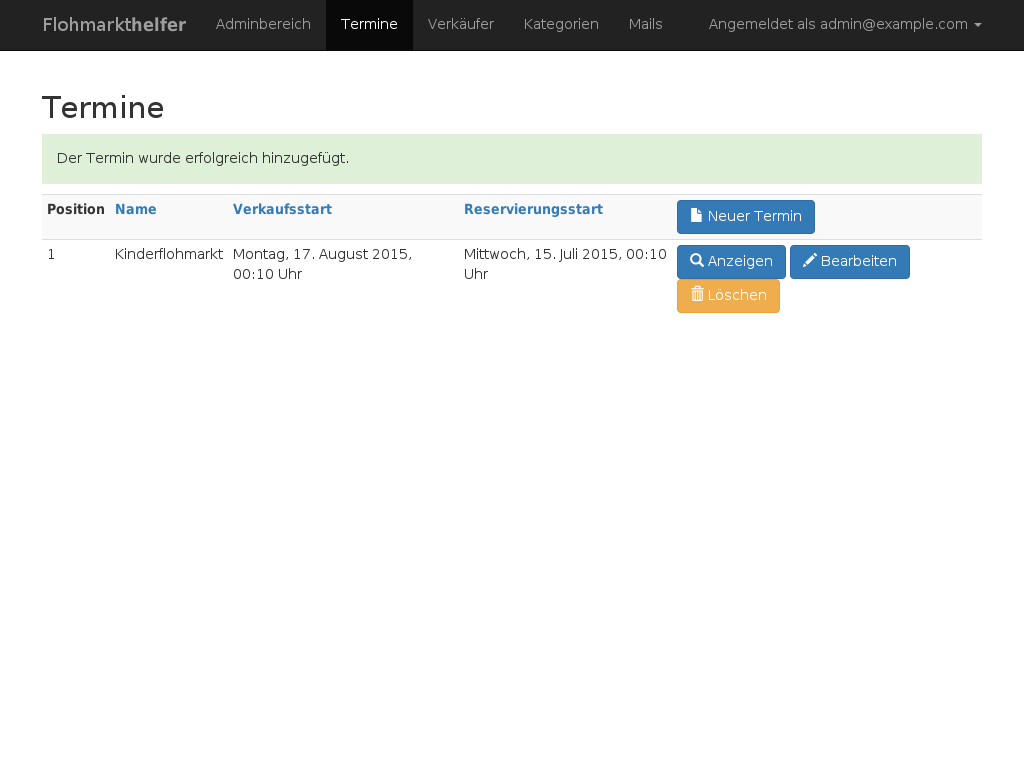 Flohmarkthelfer Adminbereich Termine Verkäufer Kategorien Mails Angemeldet als admin@example.com
Termine
Der Termin wurde erfolgreich hinzugefügt.
Position Name Verkaufsstart Reservierungsstart Neuer Termin
1 Kinderflohmarkt Montag, 17. August 2015, Mittwoch, 15. Juli 2015, 00:10 Anzeigen Bearbeiten
00:10 Uhr Uhr
Löschen